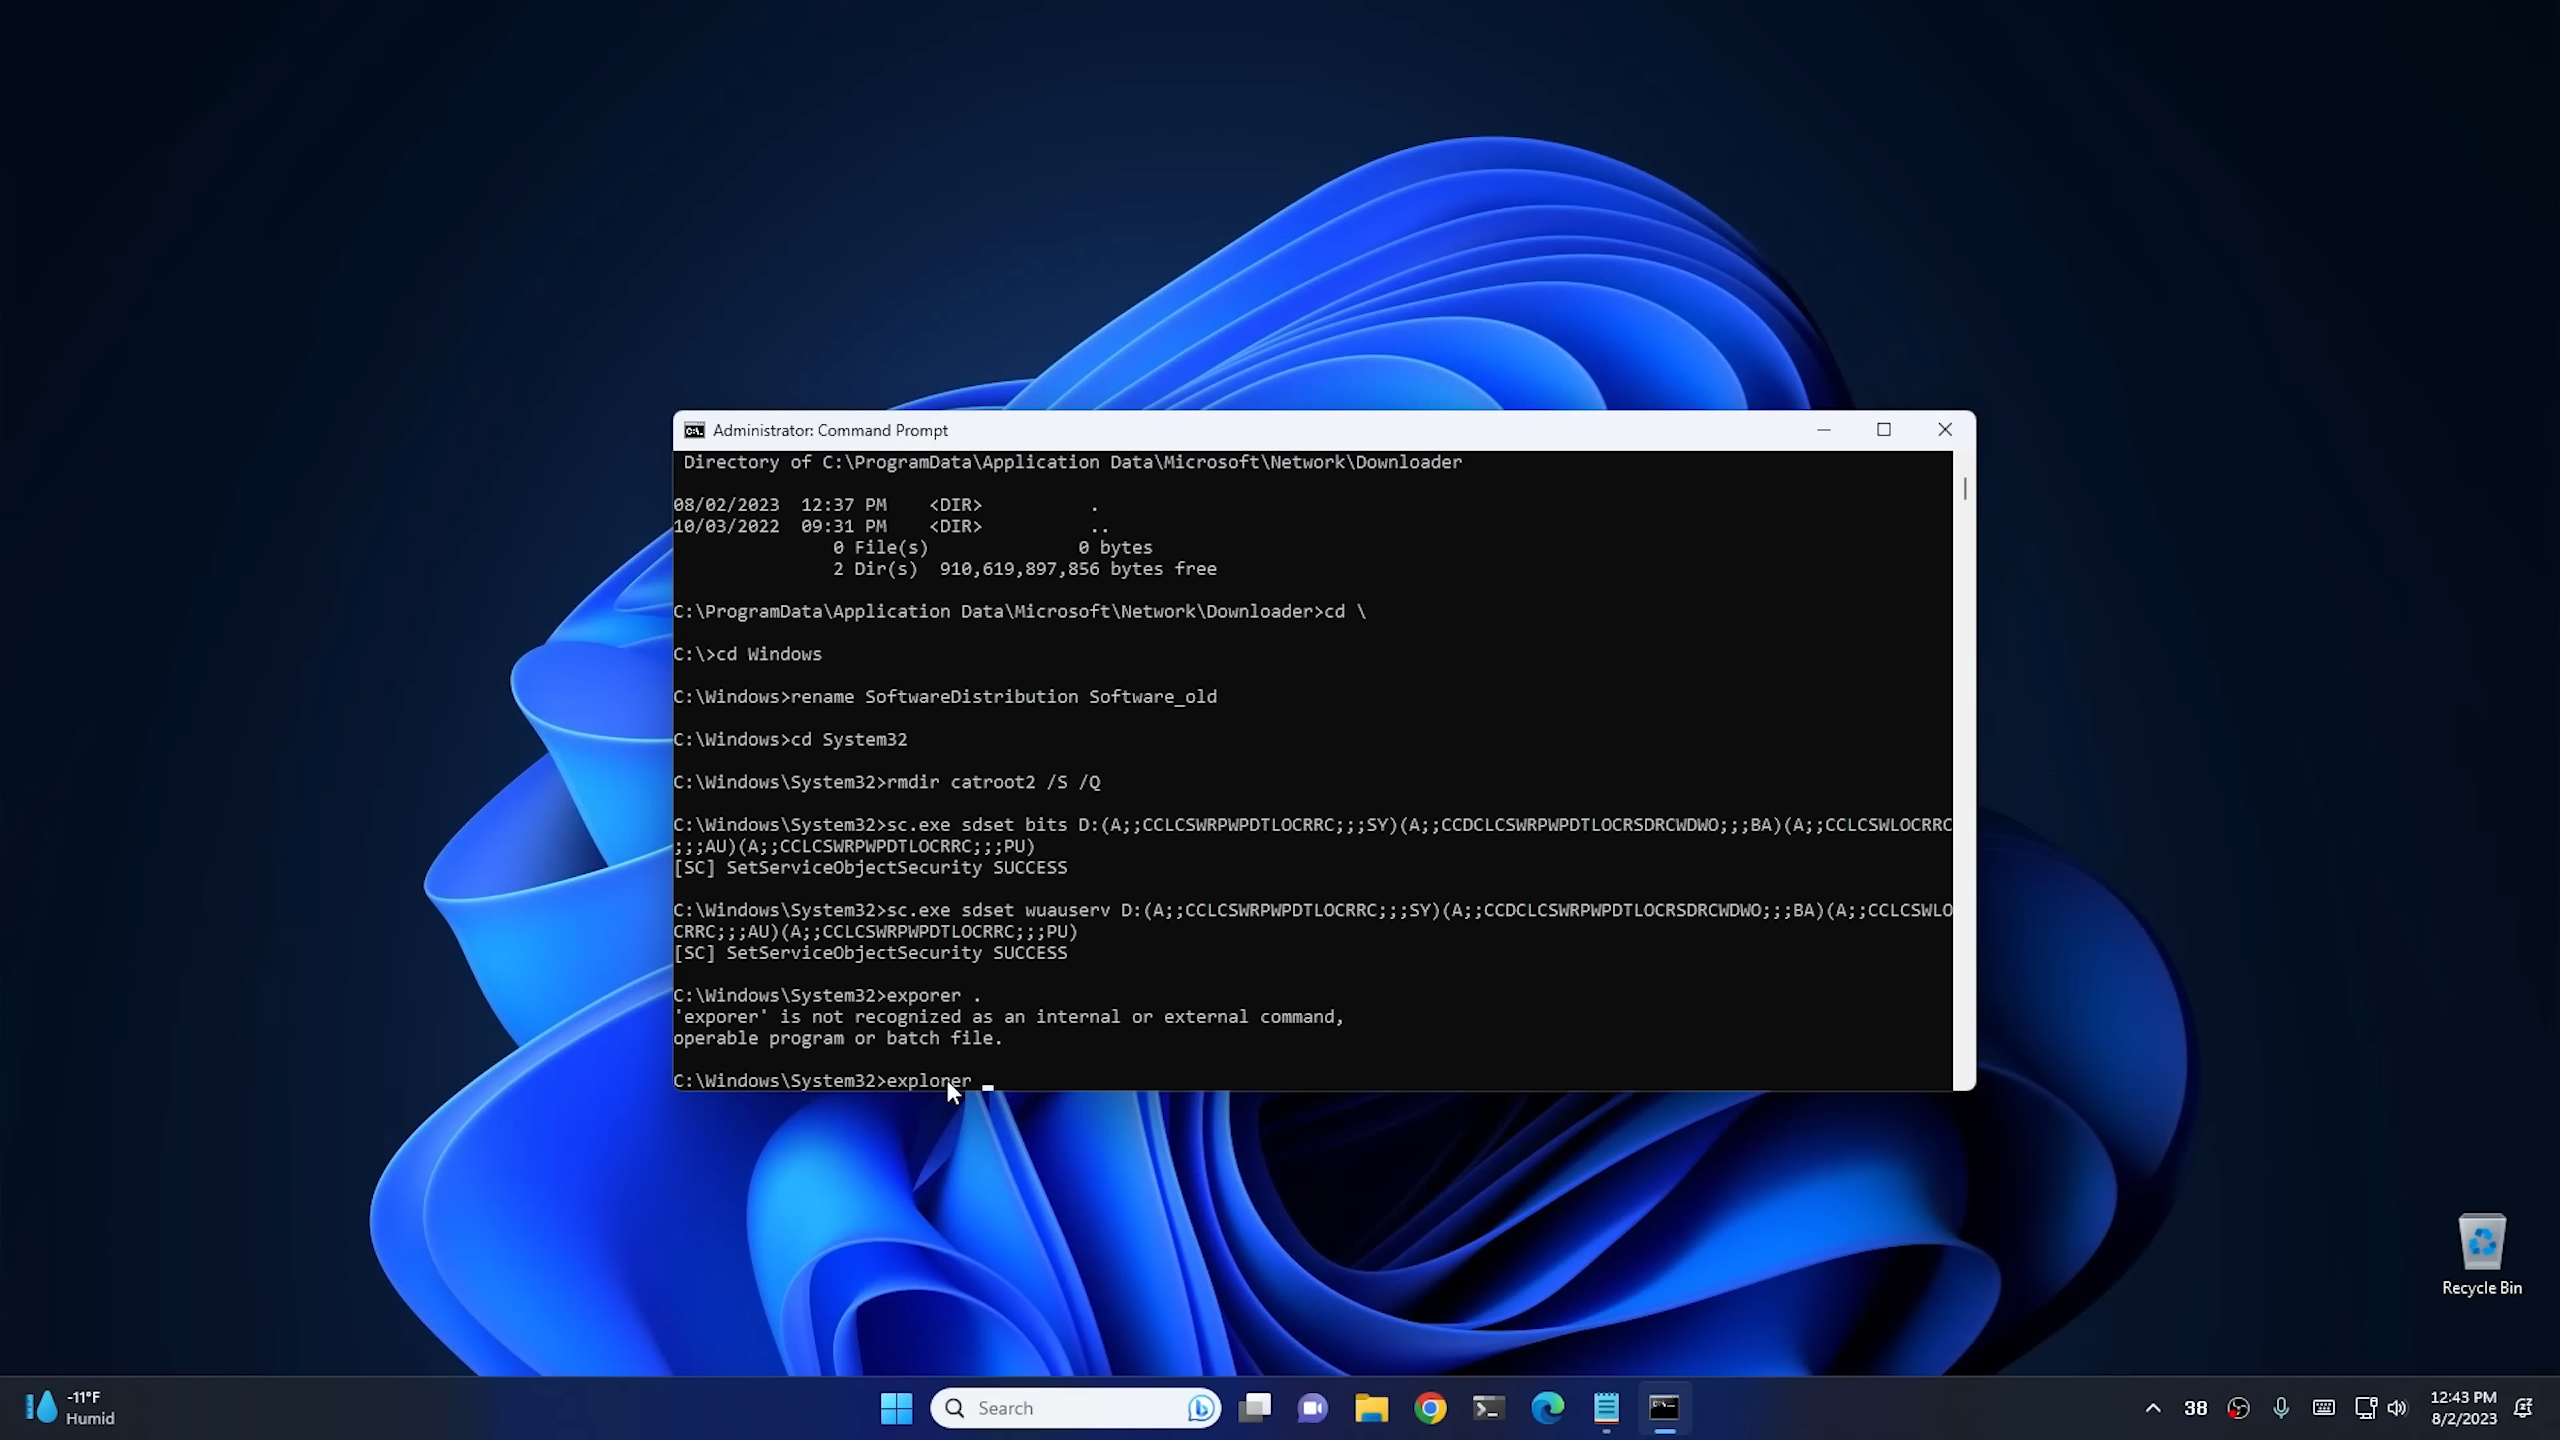 Administrator: Command Prompt
Directory of C:\ProgramData\Application Data\Microsoft\Network\Downloader
08/02/2023  12:37 PM    <DIR>          .
10/03/2022  09:31 PM    <DIR>          ..
0 File(s)              0 bytes
2 Dir(s)  910,619,897,856 bytes free
C:\ProgramData\Application Data\Microsoft\Network\Downloader>cd \
C:\>cd Windows
C:\Windows>rename SoftwareDistribution Software_old
C:\Windows>cd System32
C:\Windows\System32>rmdir catroot2 /S /Q
C:\Windows\System32>sc.exe sdset bits D:(A;;CCLCSWRPWPDTLOCRRC;;;SY)(A;;CCDCLCSWRPWPDTLOCRSDRCWDWO;;;BA)(A;;CCLCSWLOCRRC
;;;AU)(A;;CCLCSWRPWPDTLOCRRC;;;PU)
[SC] SetServiceObjectSecurity SUCCESS
C:\Windows\System32>sc.exe sdset wuauserv D:(A;;CCLCSWRPWPDTLOCRRC;;;SY)(A;;CCDCLCSWRPWPDTLOCRSDRCWDWO;;;BA)(A;;CCLCSWLO
CRRC;;;AU)(A;;CCLCSWRPWPDTLOCRRC;;;PU)
[SC] SetServiceObjectSecurity SUCCESS
C:\Windows\System32>exporer .
'exporer' is not recognized as an internal or external command,
operable program or batch file.
C:\Windows\System32>explorer
Recycle Bin
-11°F
Humid
Search
38
12:43 PM
8/2/2023